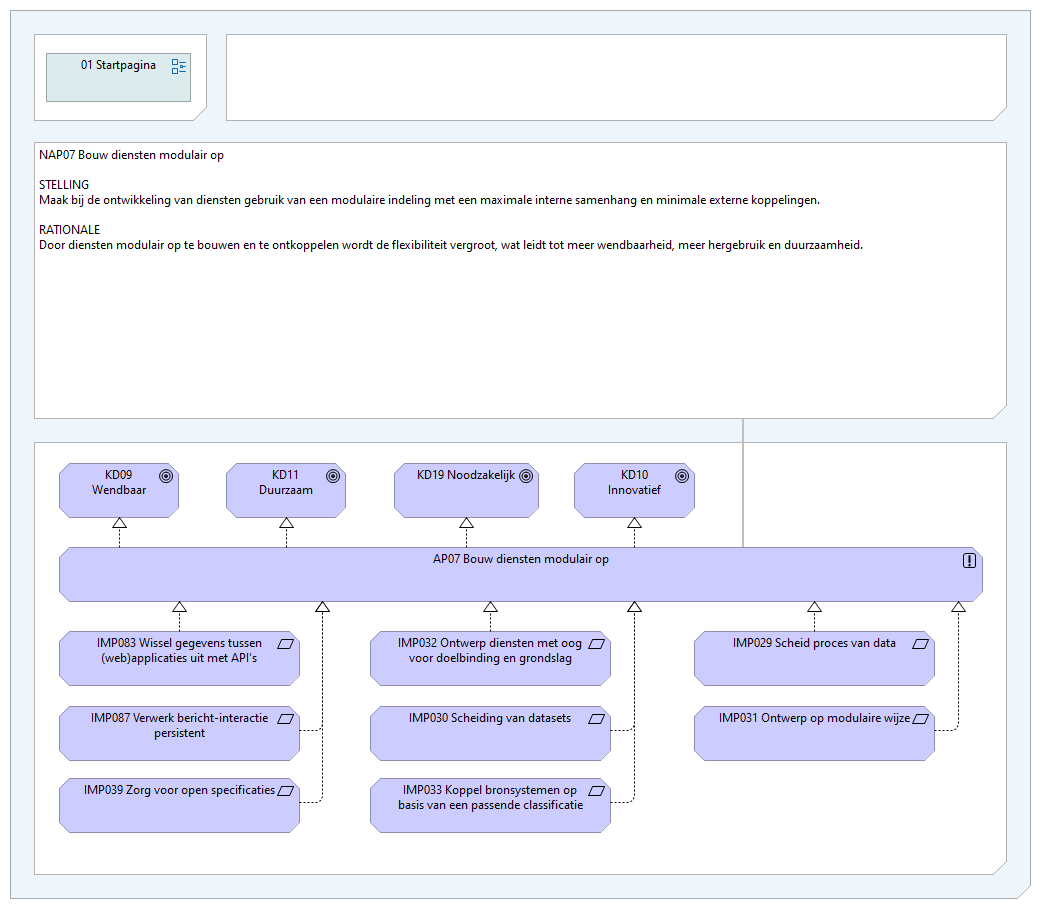 01 Startpagina
NAP07 Bouw diensten modulair op
STELLING
Maak bij de ontwikkeling van diensten gebruik van een modulaire indeling met een maximale interne samenhang en minimale externe koppelingen.
RATIONALE
Door diensten modulair op te bouwen en te ontkoppelen wordt de flexibiliteit vergroot, wat leidt tot meer wendbaarheid, meer hergebruik en duurzaamheid.
KD09
Wendbaar
KD11
Duurzaam
KD19 Noodzakelijk
KD10
Innovatief
AP07 Bouw diensten modulair op
IMP083 Wissel gegevens tussen
(web)applicaties uit met API's
IMP032 Ontwerp diensten met oog
voor doelbinding en grondslag
IMP029 Scheid proces van data
IMP087 Verwerk bericht-interactie
persistent
IMP030 Scheiding van datasets
IMP031 Ontwerp op modulaire wijze
IMP039 Zorg voor open specificaties
IMP033 Koppel bronsystemen op
basis van een passende classificatie